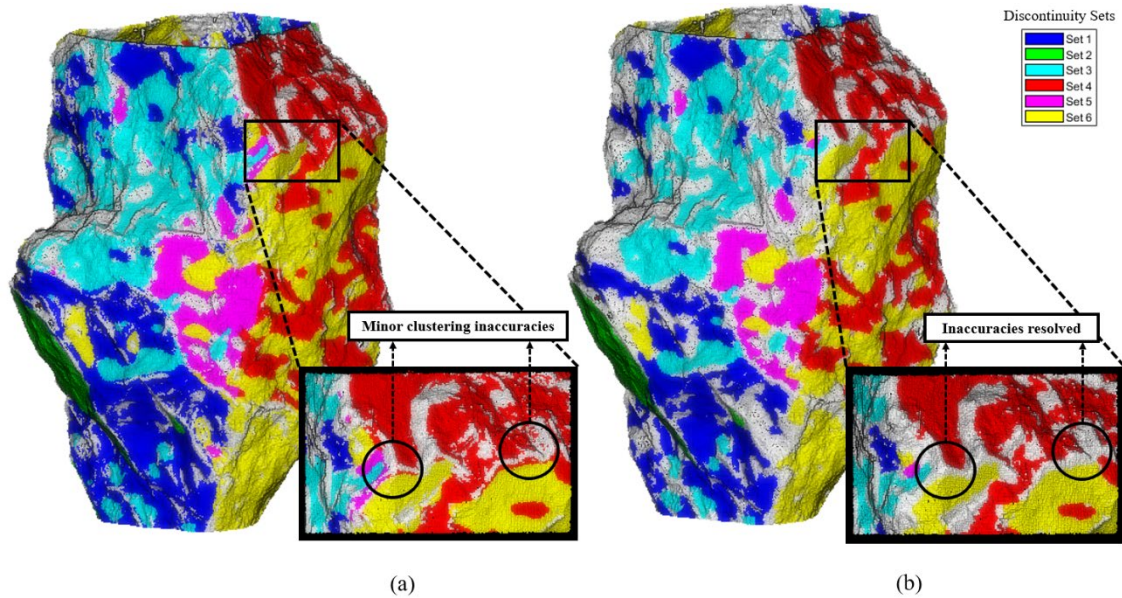 Discontinuity Sets
Set 1
Set 2
Set 3
Set 4
Set 5
Set 6
Minor clustering inaccuracies
Inaccuracies resolved
(a)
(b)